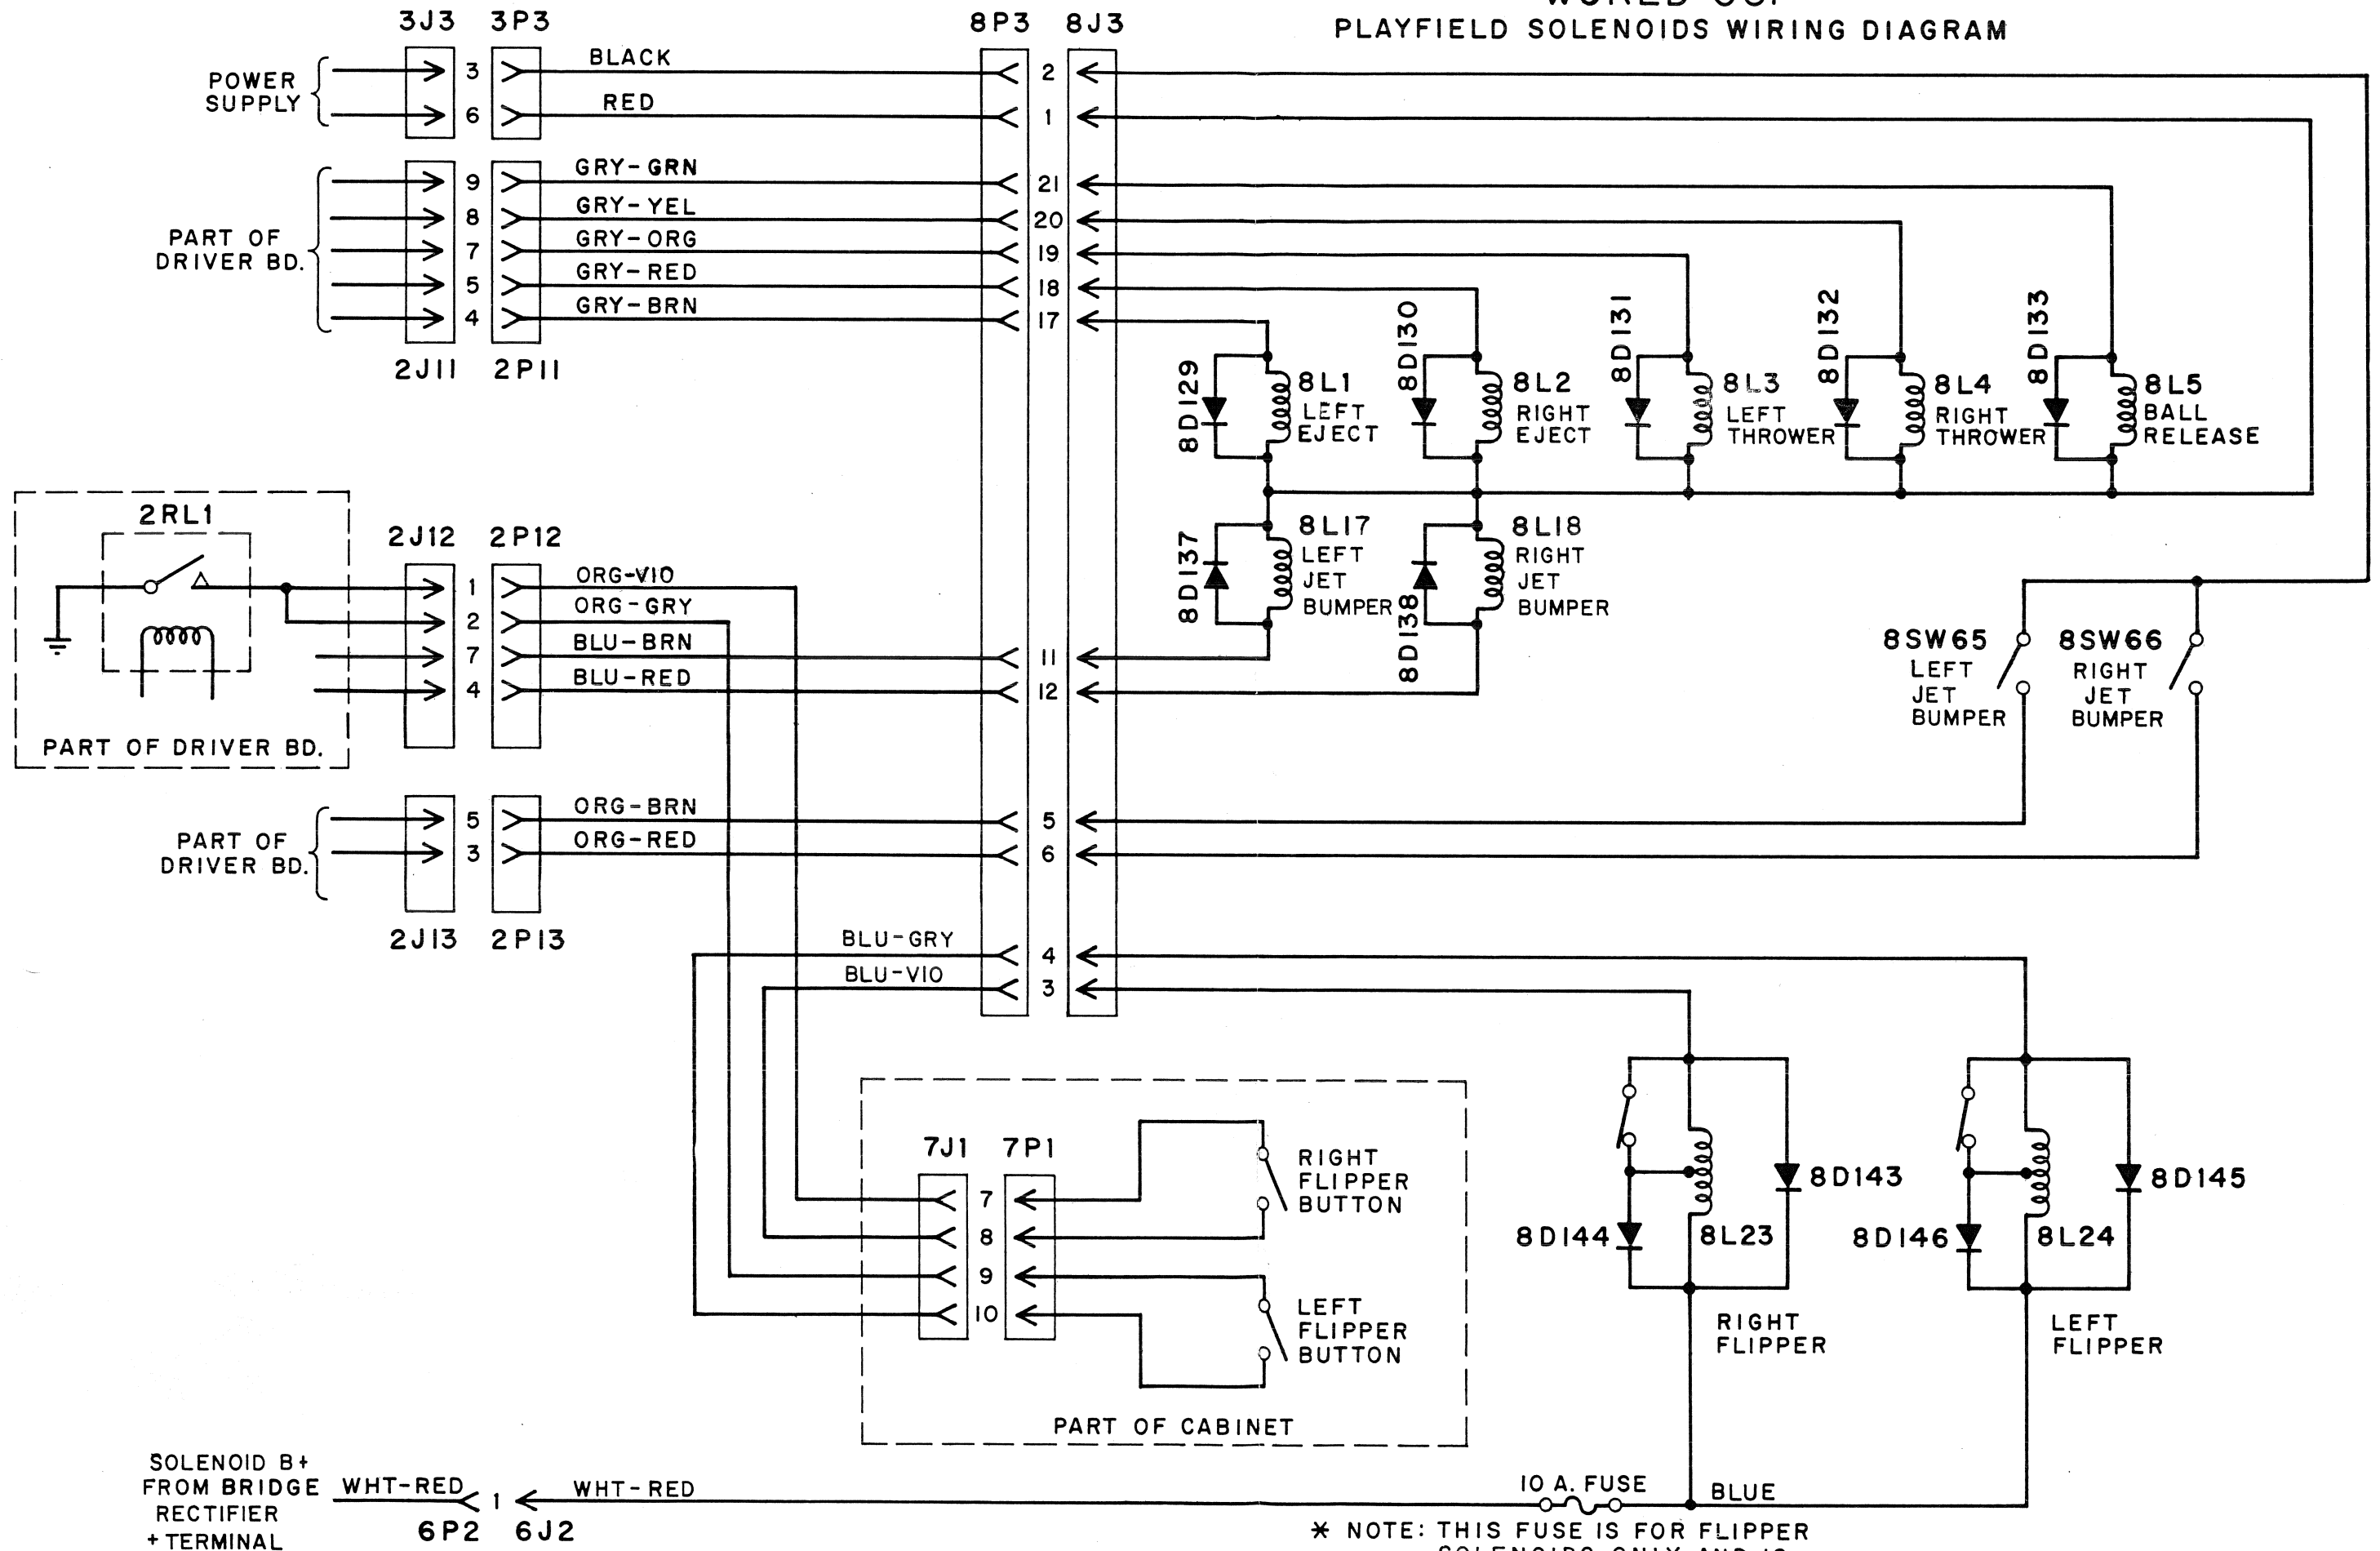 PLAYFIELD SOLENOIDS WIRING DIAGRAM
3J3 3P3
8P3 8J3
POWER
SUPPLY
3
BLACK
2
6
RED
1
PART OF
DRIVER BD.
9
GRY-GRN
21
8
GRY-YEL
20
7
GRY-ORG
19
5
GRY-RED
18
4
GRY-BRN
17
2J11 2P11
8D129
8L1
LEFT
EJECT
8D130
8L2
RIGHT
EJECT
8D131
8L3
LEFT
THROWER
8D132
8L4
RIGHT
THROWER
8D133
8L5
BALL
RELEASE
8D137
8L17
LEFT
JET
BUMPER
8D138
8L18
RIGHT
JET
BUMPER
2RL1
PART OF DRIVER BD.
2J12 2P12
1
ORG-VIO
2
ORG-GRY
7
BLU-BRN
11
4
BLU-RED
12
8SW65
LEFT
JET
BUMPER
8SW66
RIGHT
JET
BUMPER
PART OF
DRIVER BD.
5
ORG-BRN
5
3
ORG-RED
6
2J13 2P13
BLU-GRY
4
BLU-VIO
3
7J1 7P1
7
8
9
10
RIGHT
FLIPPER
BUTTON
LEFT
FLIPPER
BUTTON
PART OF CABINET
8D144
8L23
8D143
RIGHT
FLIPPER
8D146
8L24
8D145
LEFT
FLIPPER
SOLENOID B+
FROM BRIDGE
RECTIFIER
+ TERMINAL
WHT-RED
1
WHT-RED
6P2 6J2
10 A. FUSE
BLUE
* NOTE: THIS FUSE IS FOR FLIPPER